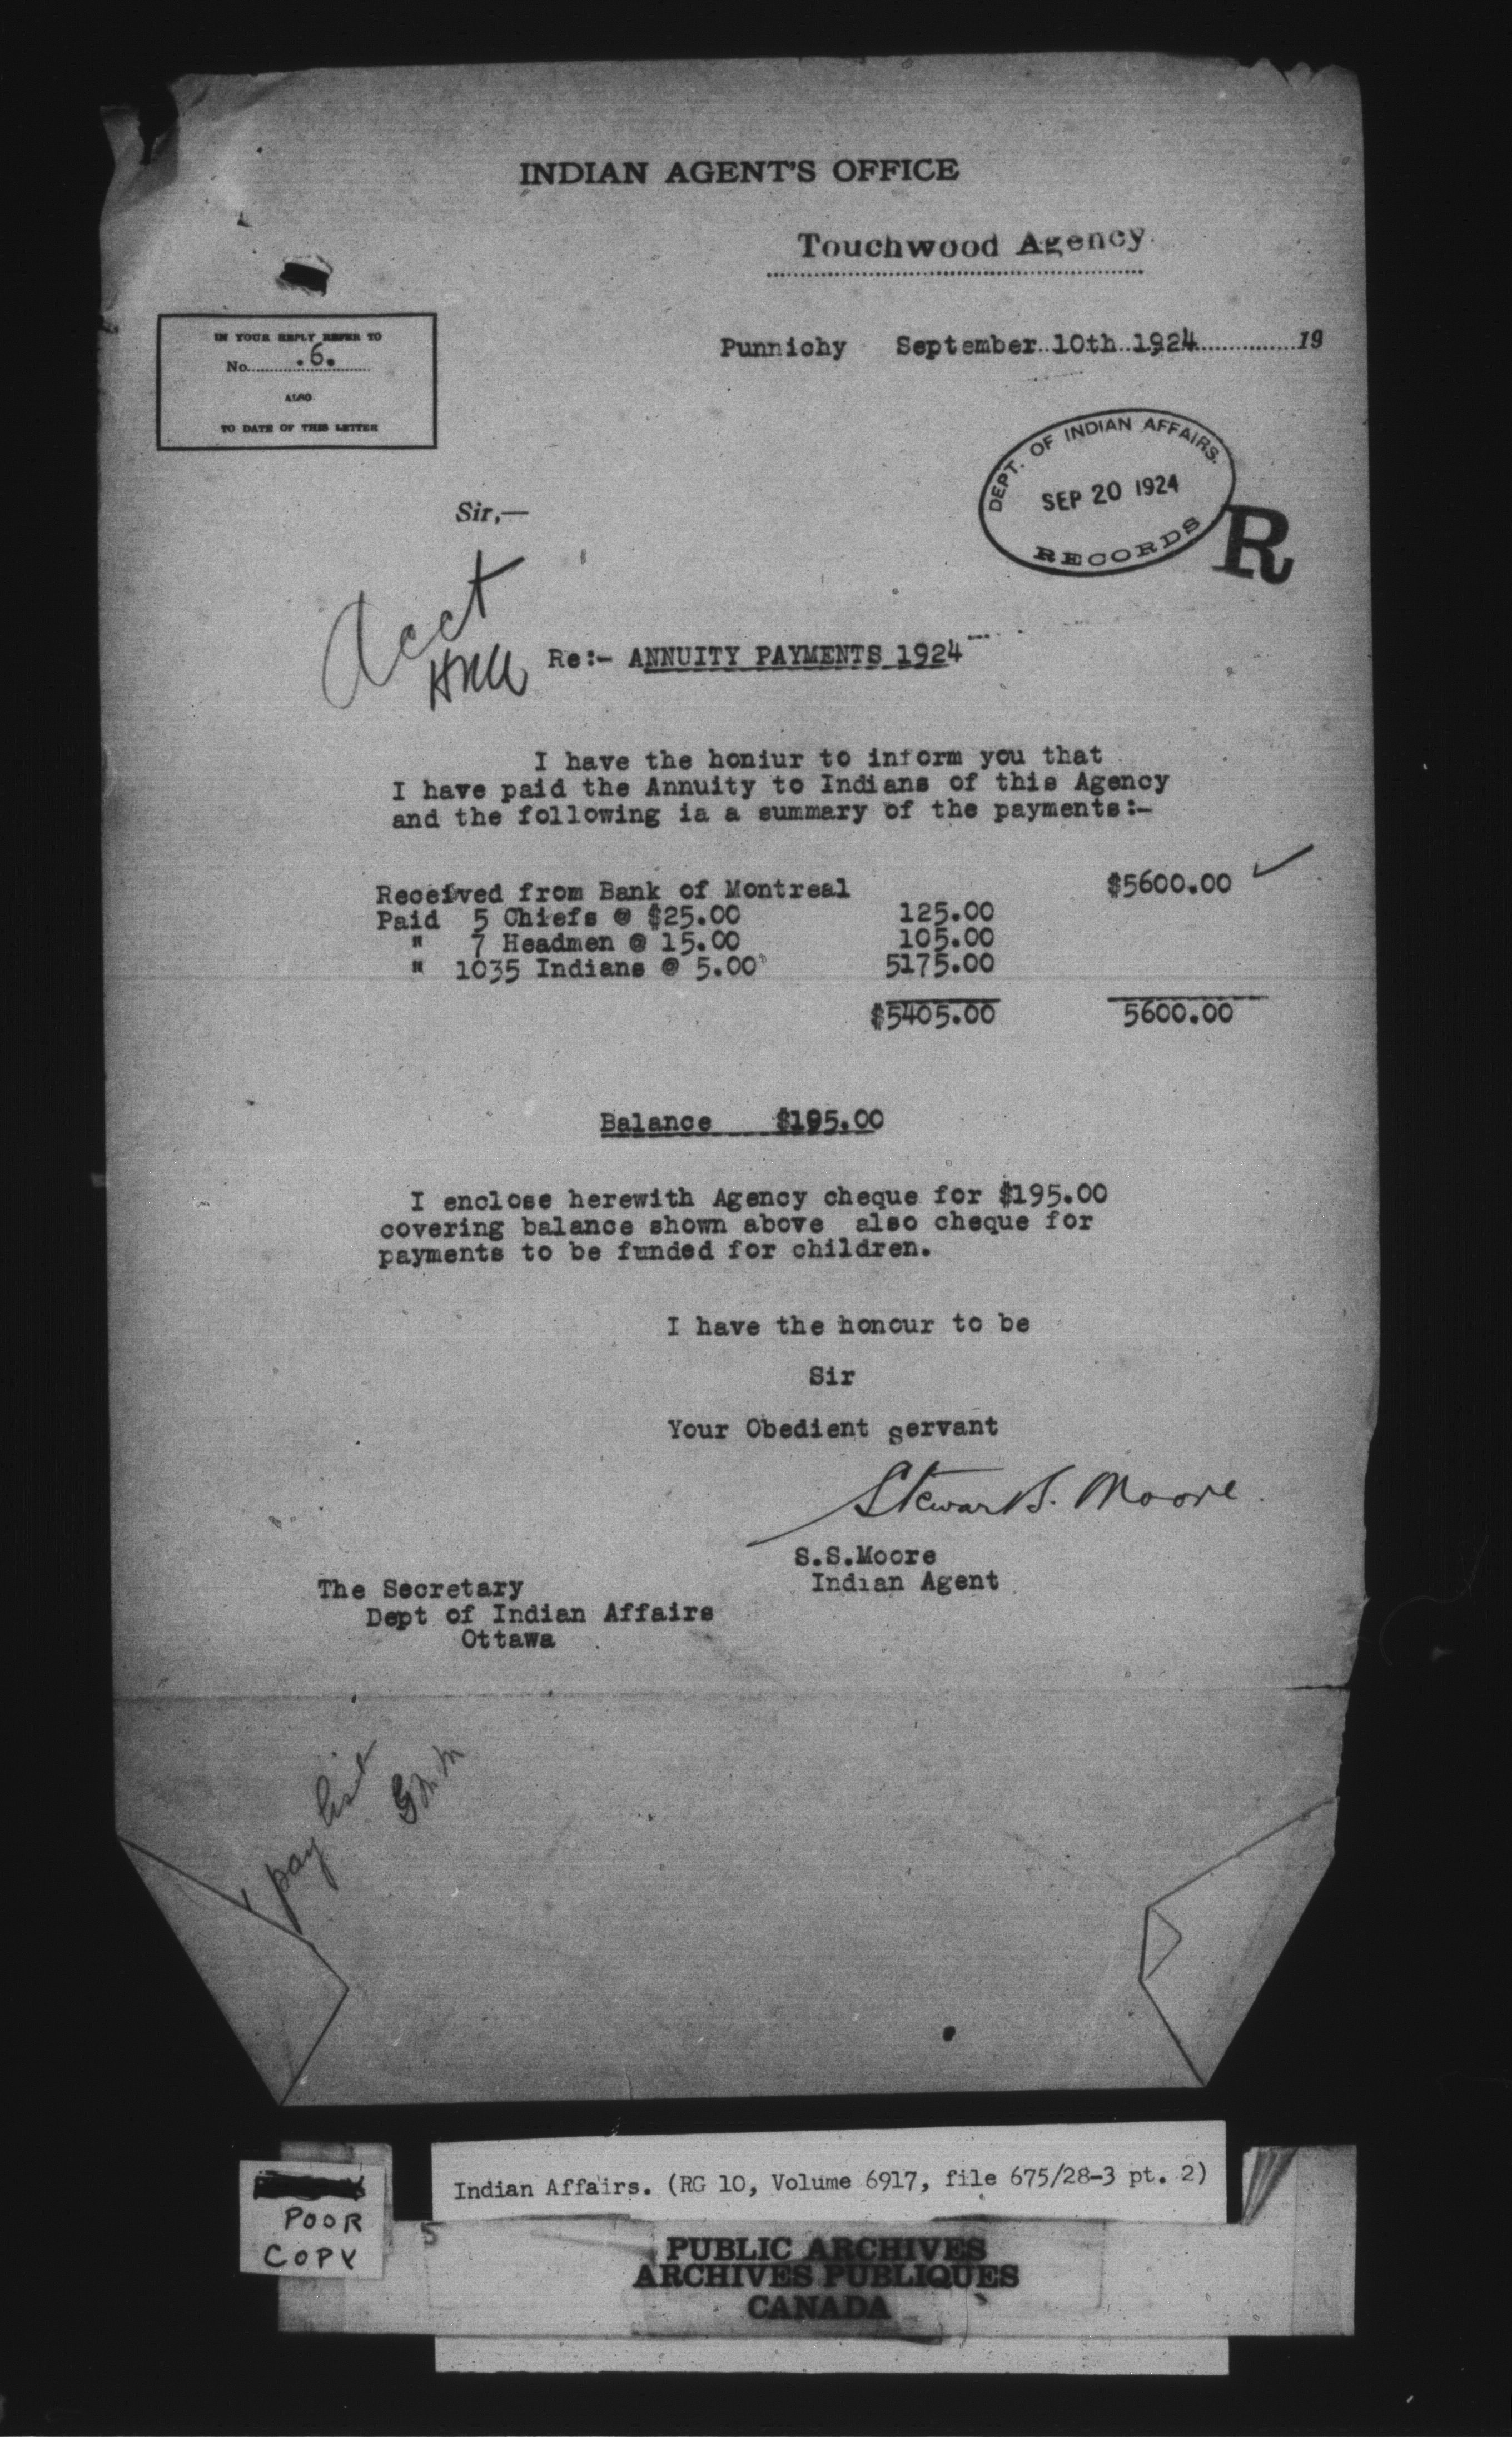 INDIAN AGENT'S OFFICE
Touchwood Agency
IN YOUR REPLY REFER TO
No. .6.
ALSO
TO DATE OF THIS LETTER
Punnichy September 10th 1924 19
DEPT. OF INDIAN AFFAIRS.
SEP 20 1924
RECORDS
R
Sir,—
Acct
Re:- ANNUITY PAYMENTS 1924
I have the honiur to inform you that
I have paid the Annuity to Indians of this Agency
and the following ia a summary of the payments:-
Received from Bank of Montreal $5600.00 ✓
Paid 5 Chiefs @ $25.00 125.00
" 7 Headmen @ 15.00 105.00
" 1035 Indians @ 5.00 5175.00
$5405.00 5600.00
Balance $195.00
I enclose herewith Agency cheque for $195.00
covering balance shown above also cheque for
payments to be funded for children.
I have the honour to be
Sir
Your Obedient servant
Stewart S. Moore
S.S.Moore
Indian Agent
The Secretary
Dept of Indian Affairs
Ottawa
pay list
Indian Affairs. (RG 10, Volume 6917, file 675/28-3 pt. 2)
POOR
COPY
5
PUBLIC ARCHIVES
ARCHIVES PUBLIQUES
CANADA